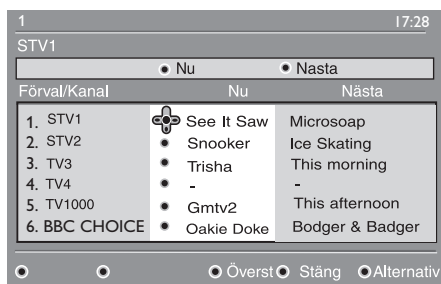 1 17:28
STV1
Nu Nasta
Förval/Kanal Nu Nästa
1. STV1 See It Saw Microsoap
2. STV2 Snooker Ice Skating
3. TV3 Trisha This morning
4. TV4 - -
5. TV1000 Gmtv2 This afternoon
6. BBC CHOICE Oakie Doke Bodger & Badger
Överst Stäng Alternativ